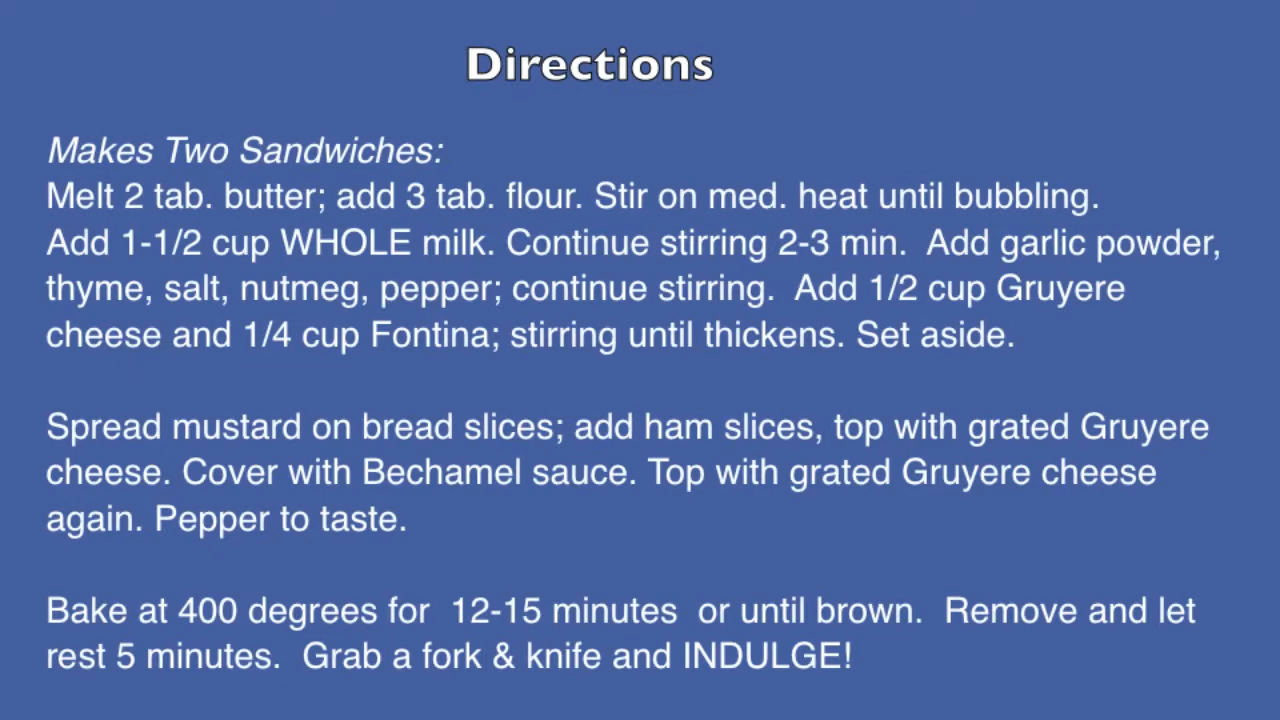 Directions
Makes Two Sandwiches:
Melt 2 tab. butter; add 3 tab. flour. Stir on med. heat until bubbling.
Add 1-1/2 cup WHOLE milk. Continue stirring 2-3 min.  Add garlic powder,
thyme, salt, nutmeg, pepper; continue stirring.  Add 1/2 cup Gruyere
cheese and 1/4 cup Fontina; stirring until thickens. Set aside.
Spread mustard on bread slices; add ham slices, top with grated Gruyere
cheese. Cover with Bechamel sauce. Top with grated Gruyere cheese
again. Pepper to taste.
Bake at 400 degrees for  12-15 minutes  or until brown.  Remove and let
rest 5 minutes.  Grab a fork & knife and INDULGE!